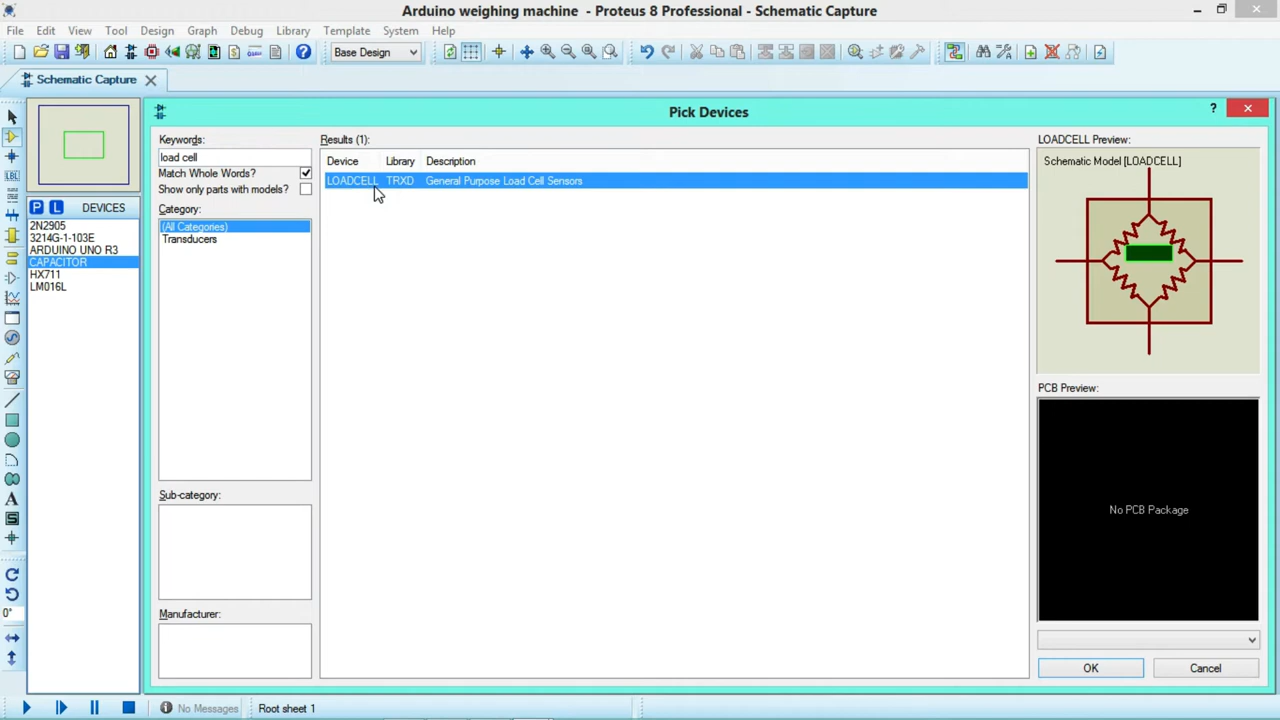 Arduino weighing machine - Proteus 8 Professional - Schematic Capture
File Edit View Tool Design Graph Debug Library Template System Help
Base Design
Schematic Capture
Pick Devices
?
Keywords:
load cell
Match Whole Words?
Show only parts with models?
Category:
(All Categories)
Transducers
Sub-category:
Manufacturer:
Results (1):
Device Library Description
LOADCELL TRXD General Purpose Load Cell Sensors
LOADCELL Preview:
Schematic Model [LOADCELL]
PCB Preview:
No PCB Package
OK Cancel
P L DEVICES
2N2905
3214G-1-103E
ARDUINO UNO R3
CAPACITOR
HX711
LM016L
LBL
A
S
0°
No Messages Root sheet 1